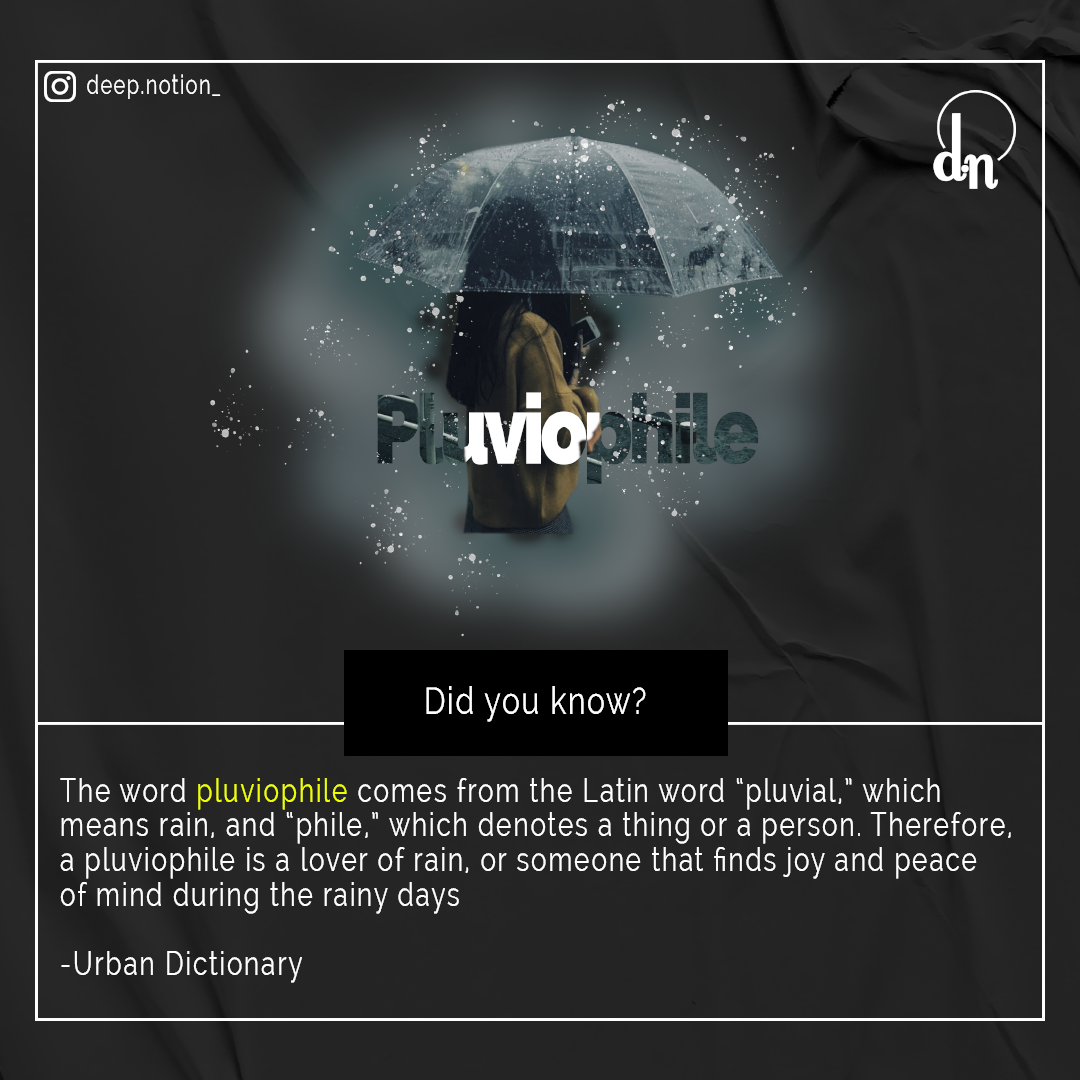 deep.notion_
dn
Pluviophile
Did you know?
The word pluviophile comes from the Latin word “pluvial,” which
means rain, and “phile,” which denotes a thing or a person. Therefore,
a pluviophile is a lover of rain, or someone that finds joy and peace
of mind during the rainy days
-Urban Dictionary